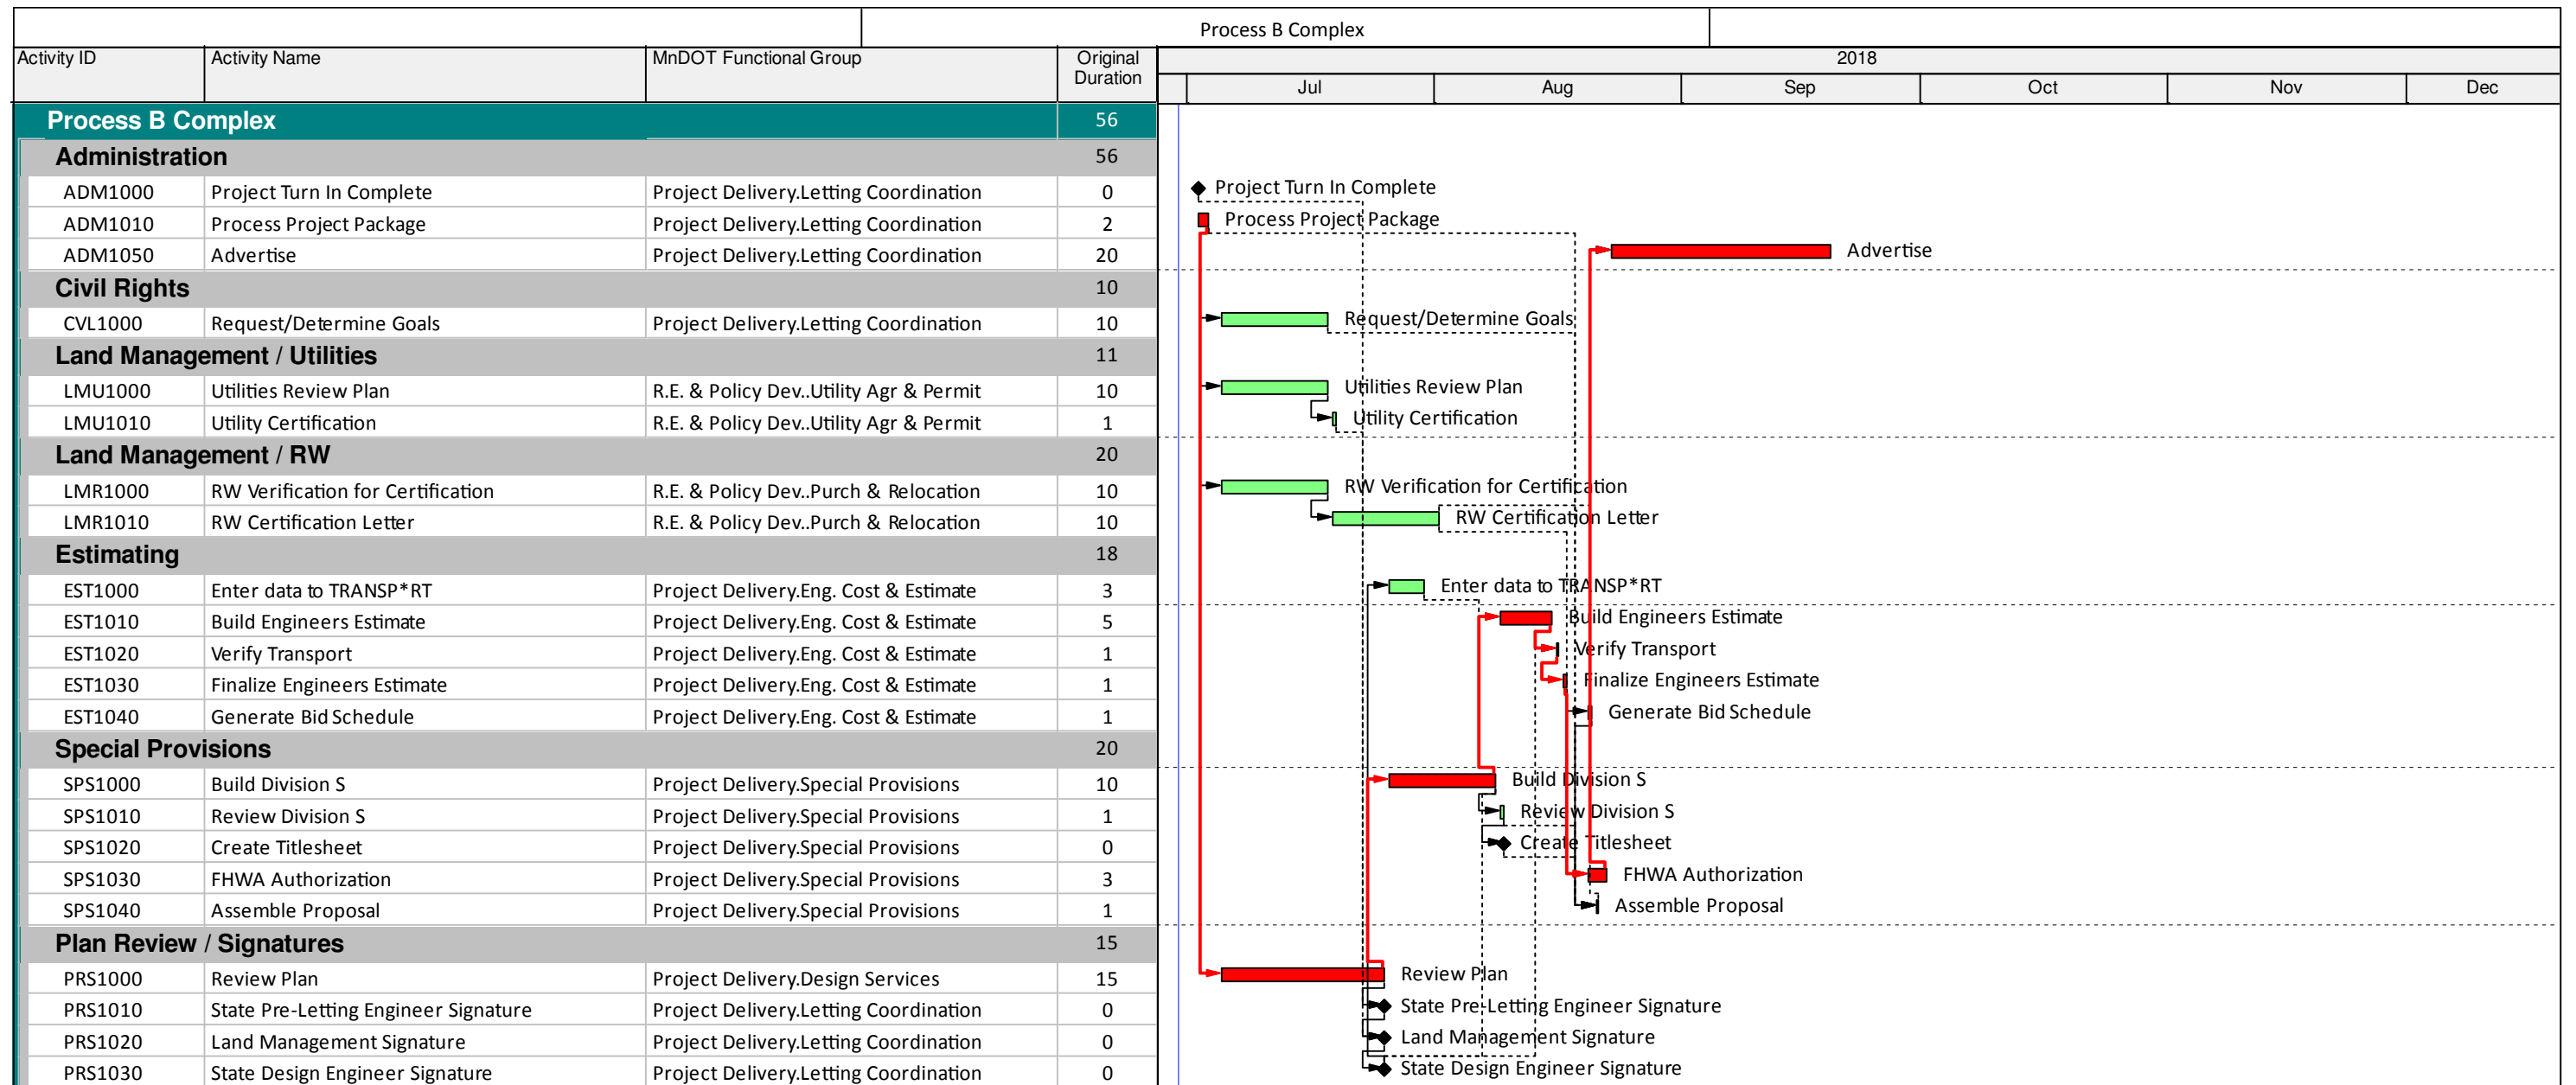 Process B Complex
Activity ID Activity Name MnDOT Functional Group Original Duration 2018
Jul Aug Sep Oct Nov Dec
Process B Complex 56
Administration 56
ADM1000 Project Turn In Complete Project Delivery.Letting Coordination 0 Project Turn In Complete
ADM1010 Process Project Package Project Delivery.Letting Coordination 2 Process Project Package
ADM1050 Advertise Project Delivery.Letting Coordination 20 Advertise
Civil Rights 10
CVL1000 Request/Determine Goals Project Delivery.Letting Coordination 10 Request/Determine Goals
Land Management / Utilities 11
LMU1000 Utilities Review Plan R.E. & Policy Dev..Utility Agr & Permit 10 Utilities Review Plan
LMU1010 Utility Certification R.E. & Policy Dev..Utility Agr & Permit 1 Utility Certification
Land Management / RW 20
LMR1000 RW Verification for Certification R.E. & Policy Dev..Purch & Relocation 10 RW Verification for Certification
LMR1010 RW Certification Letter R.E. & Policy Dev..Purch & Relocation 10 RW Certification Letter
Estimating 18
EST1000 Enter data to TRANSP*RT Project Delivery.Eng. Cost & Estimate 3 Enter data to TRANSP*RT
EST1010 Build Engineers Estimate Project Delivery.Eng. Cost & Estimate 5 Build Engineers Estimate
EST1020 Verify Transport Project Delivery.Eng. Cost & Estimate 1 Verify Transport
EST1030 Finalize Engineers Estimate Project Delivery.Eng. Cost & Estimate 1 Finalize Engineers Estimate
EST1040 Generate Bid Schedule Project Delivery.Eng. Cost & Estimate 1 Generate Bid Schedule
Special Provisions 20
SPS1000 Build Division S Project Delivery.Special Provisions 10 Build Division S
SPS1010 Review Division S Project Delivery.Special Provisions 1 Review Division S
SPS1020 Create Titlesheet Project Delivery.Special Provisions 0 Create Titlesheet
SPS1030 FHWA Authorization Project Delivery.Special Provisions 3 FHWA Authorization
SPS1040 Assemble Proposal Project Delivery.Special Provisions 1 Assemble Proposal
Plan Review / Signatures 15
PRS1000 Review Plan Project Delivery.Design Services 15 Review Plan
PRS1010 State Pre-Letting Engineer Signature Project Delivery.Letting Coordination 0 State Pre-Letting Engineer Signature
PRS1020 Land Management Signature Project Delivery.Letting Coordination 0 Land Management Signature
PRS1030 State Design Engineer Signature Project Delivery.Letting Coordination 0 State Design Engineer Signature